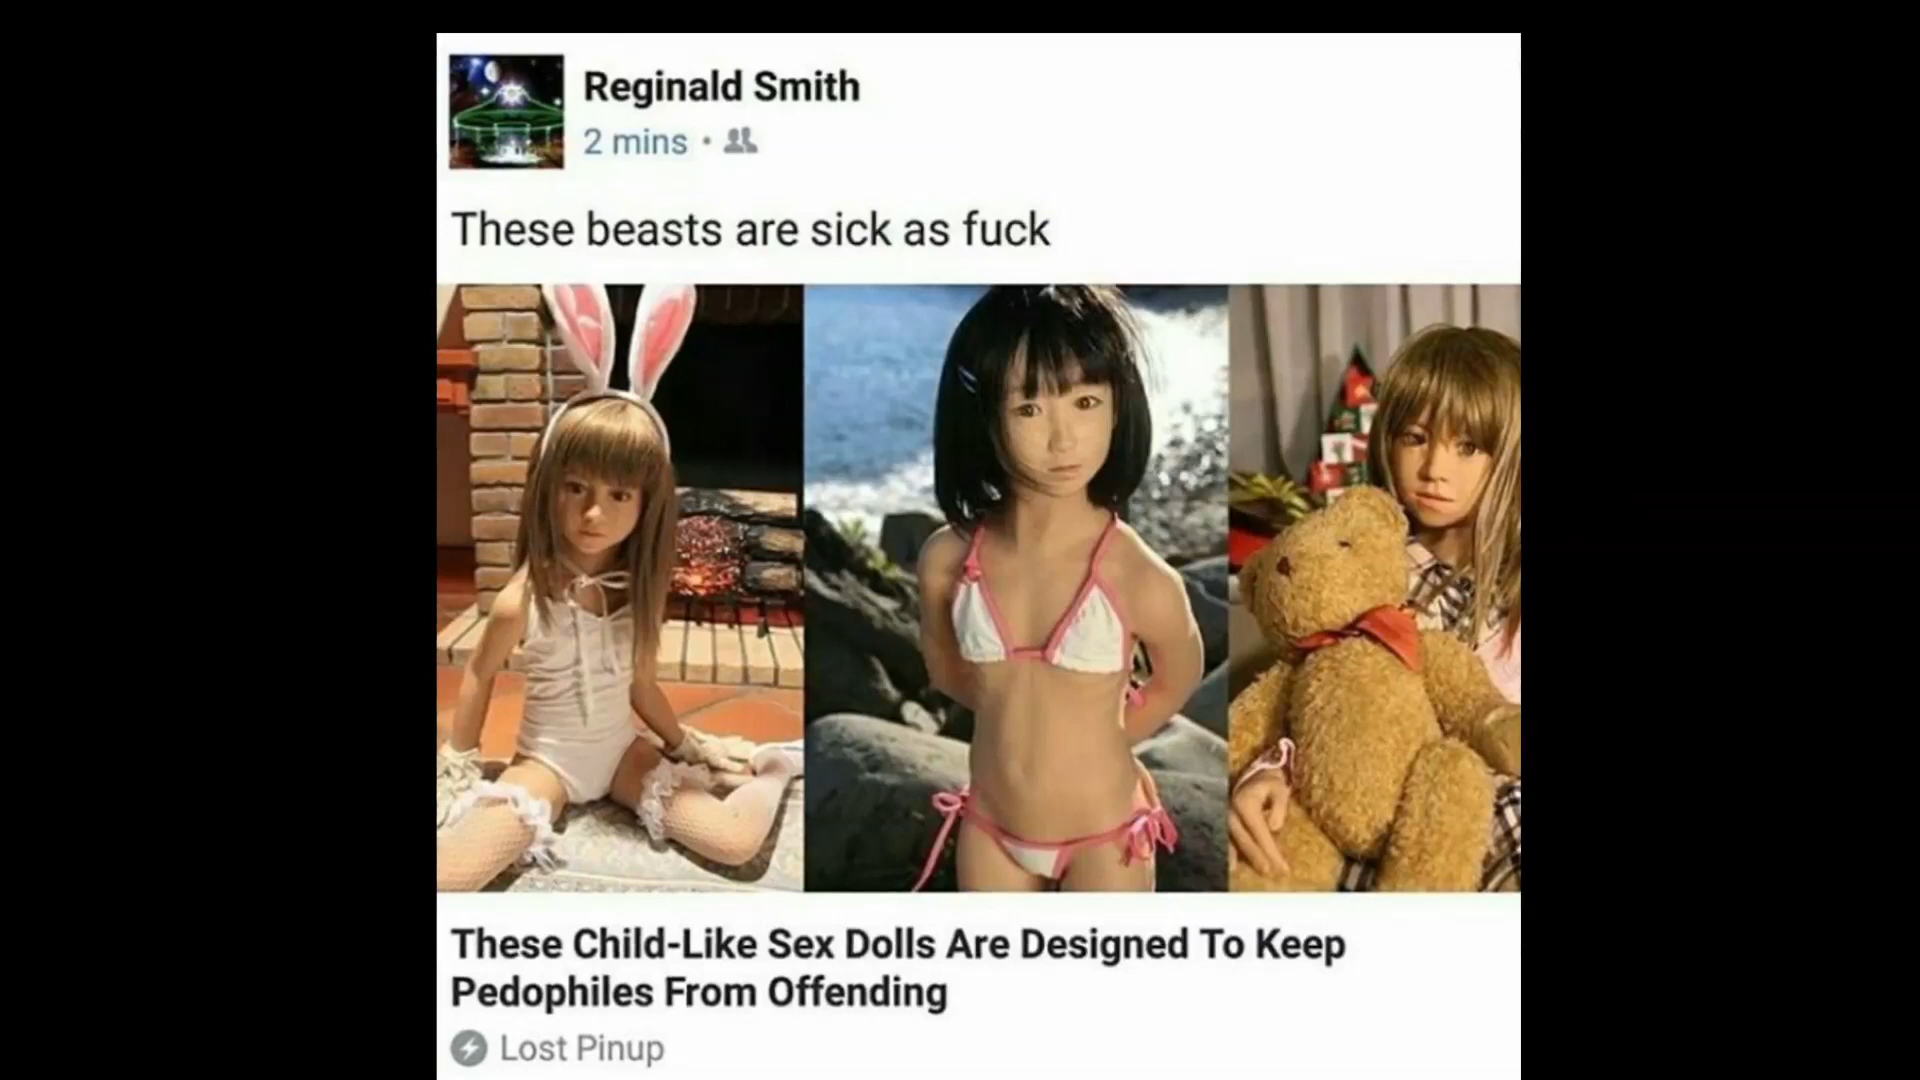 Reginald Smith
2 mins
These beasts are sick as fuck
These Child-Like Sex Dolls Are Designed To Keep
Pedophiles From Offending
Lost Pinup